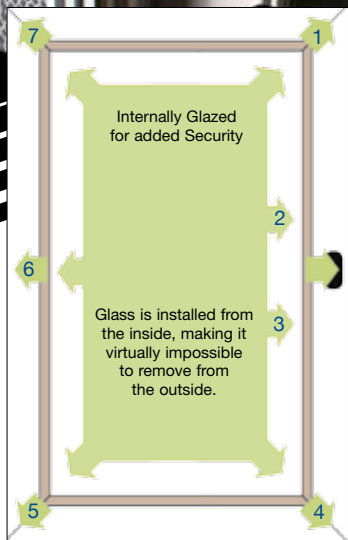 7
1
Internally Glazed
for added Security
2
6
Glass is installed from
the inside, making it
virtually impossible
to remove from
the outside.
3
5
4